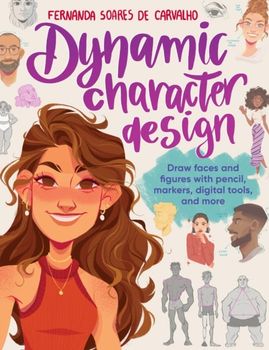 FERNANDA SOARES DE CARVALHO
Dynamic
character
design
Draw faces and
figures with pencil,
markers, digital tools,
and more